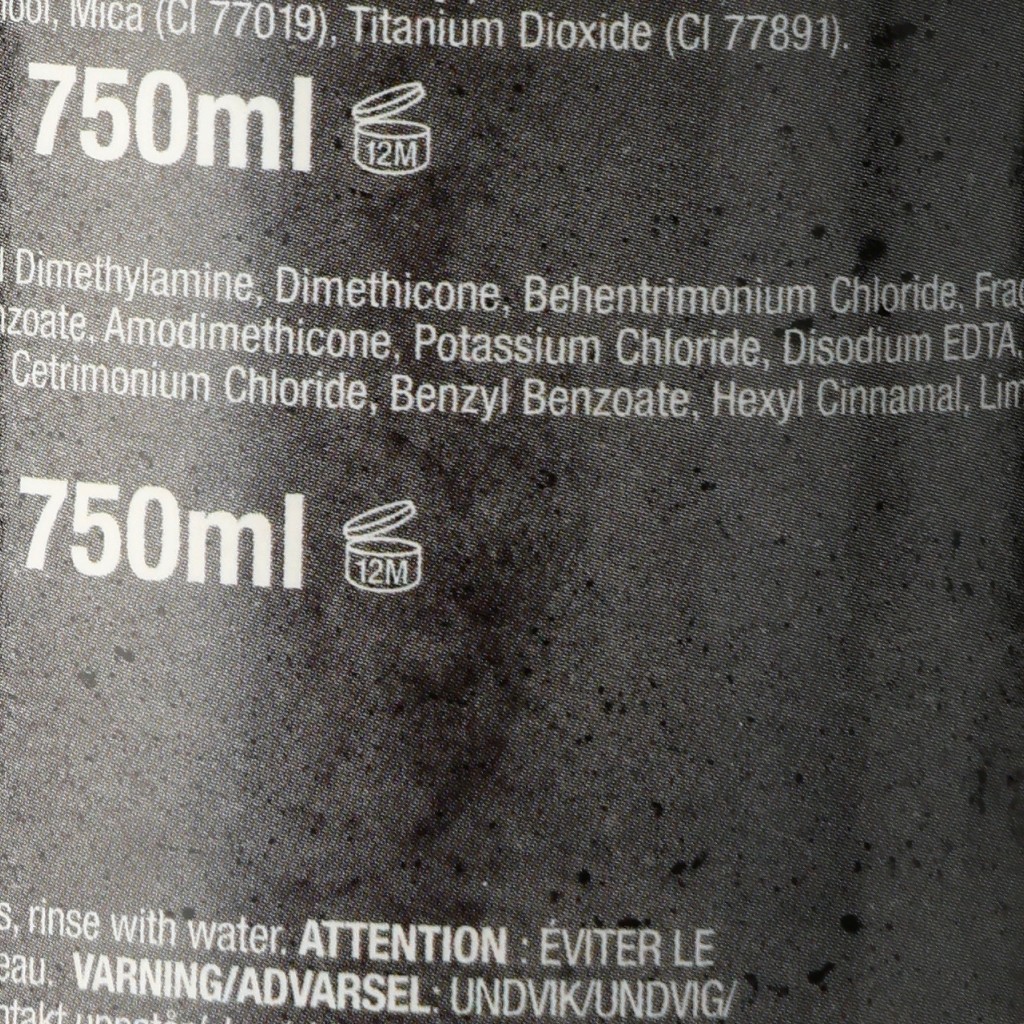 Mica (CI 77019), Titanium Dioxide (CI 77891).
750ml 12M
Dimethylamine, Dimethicone, Behentrimonium Chloride,
Amodimethicone, Potassium Chloride, Disodium EDTA,
Cetrimonium Chloride, Benzyl Benzoate, Hexyl Cinnamal,
750ml 12M
rinse with water. ATTENTION : ÉVITER LE
VARNING/ADVARSEL: UNDVIK/UNDVIG/